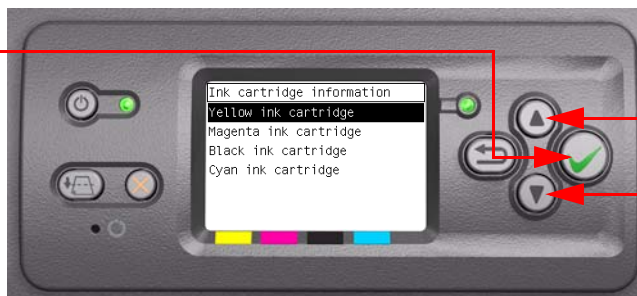 Ink cartridge information
Yellow ink cartridge
Magenta ink cartridge
Black ink cartridge
Cyan ink cartridge